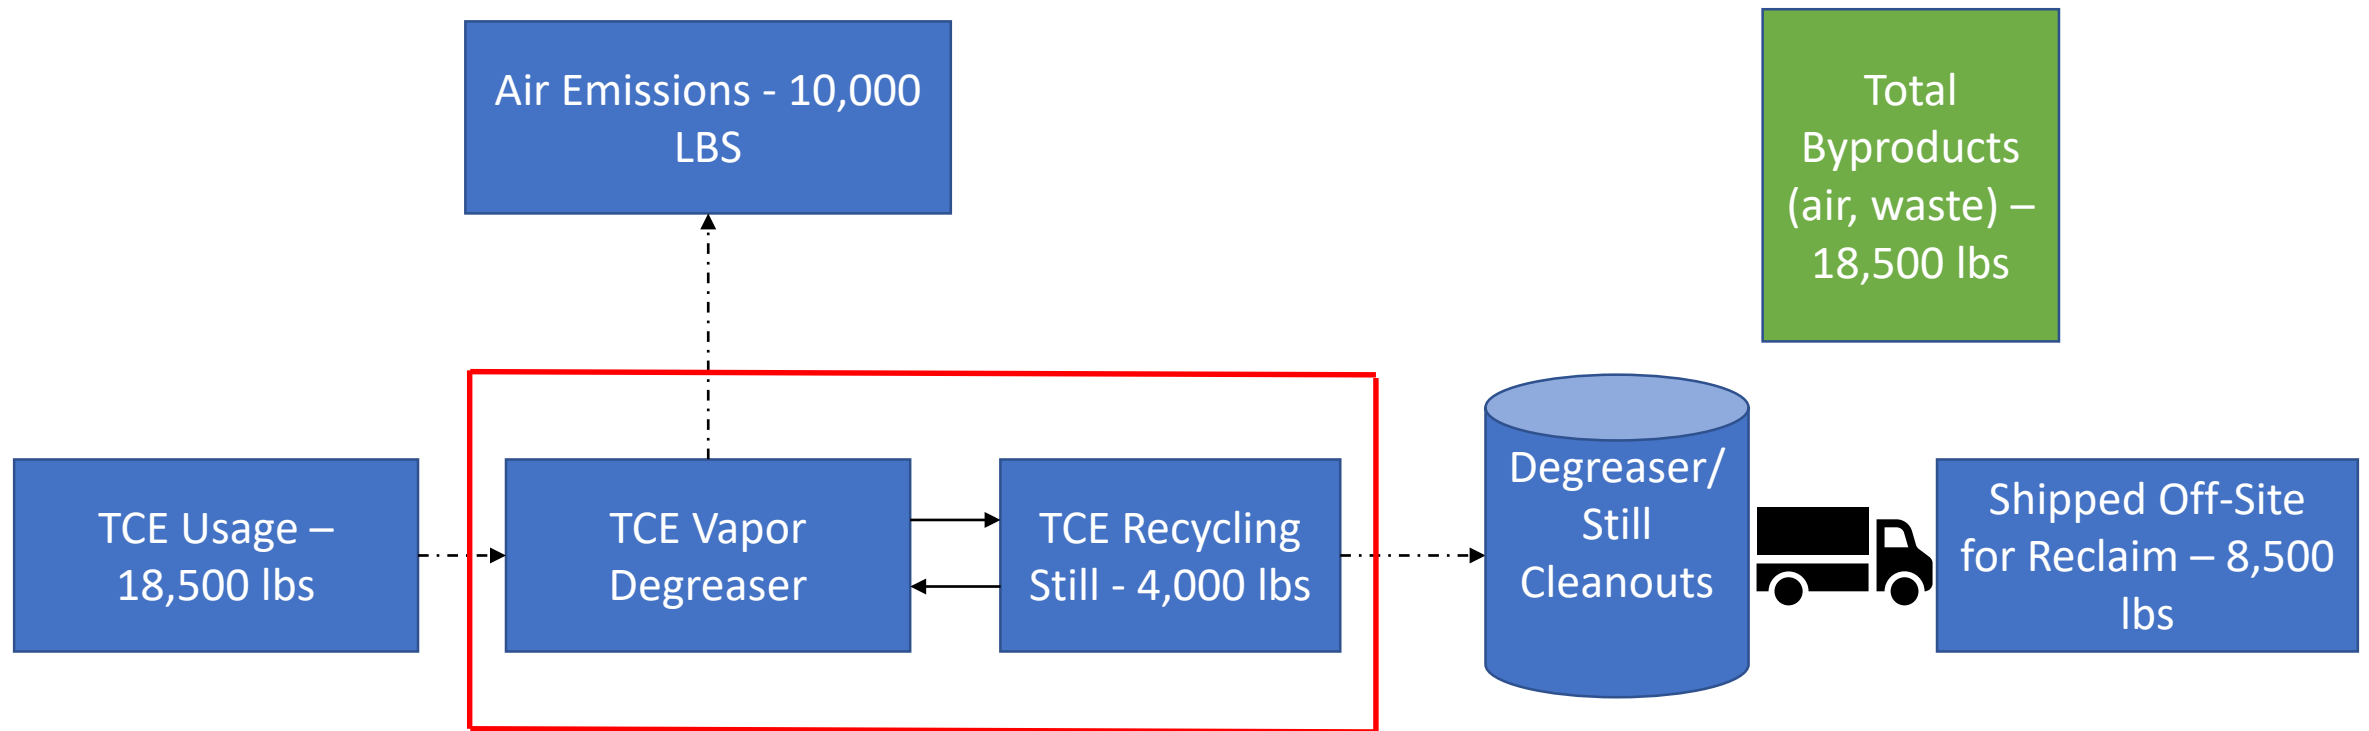 Air Emissions - 10,000
LBS
Total
Byproducts
(air, waste) –
18,500 lbs
TCE Usage –
18,500 lbs
TCE Vapor
Degreaser
TCE Recycling
Still - 4,000 lbs
Degreaser/
Still
Cleanouts
Shipped Off-Site
for Reclaim – 8,500
lbs